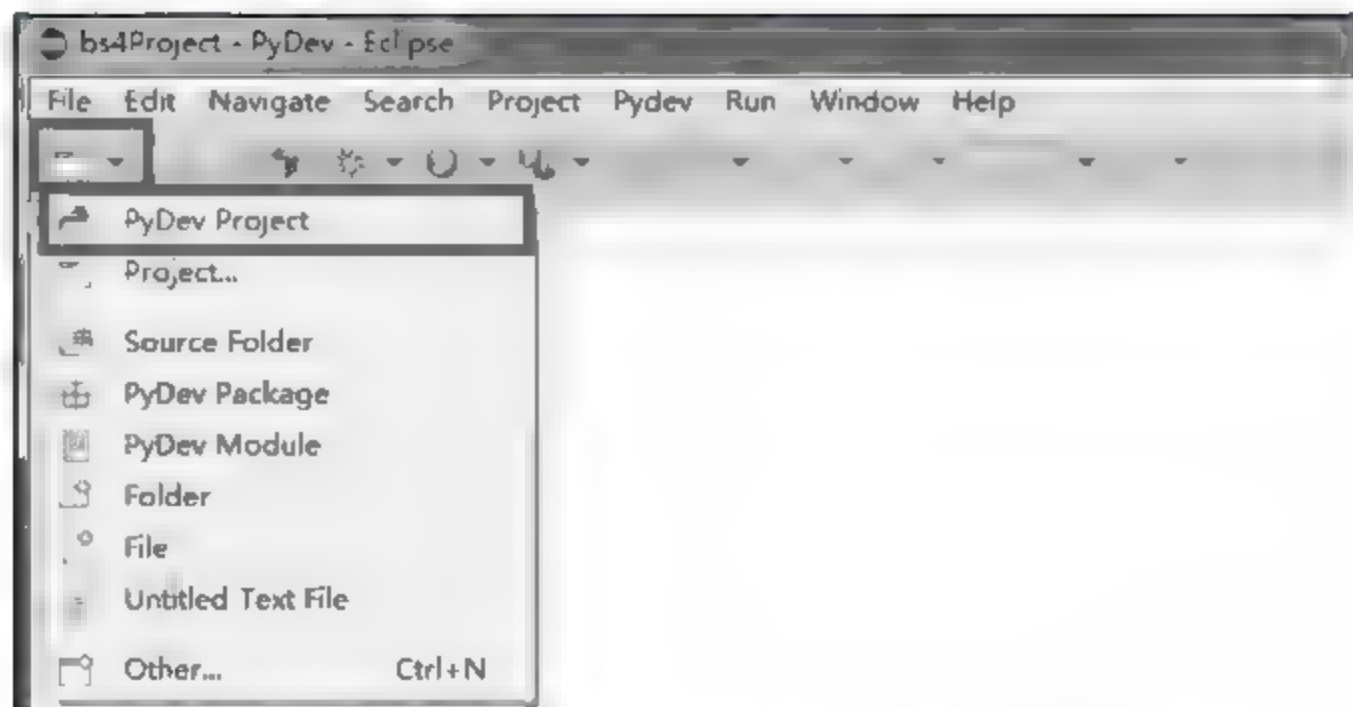 bs4Project - PyDev - Eclipse
File Edit Navigate Search Project Pydev Run Window Help
PyDev Project
Project...
Source Folder
PyDev Package
PyDev Module
Folder
File
Untitled Text File
Other... Ctrl+N